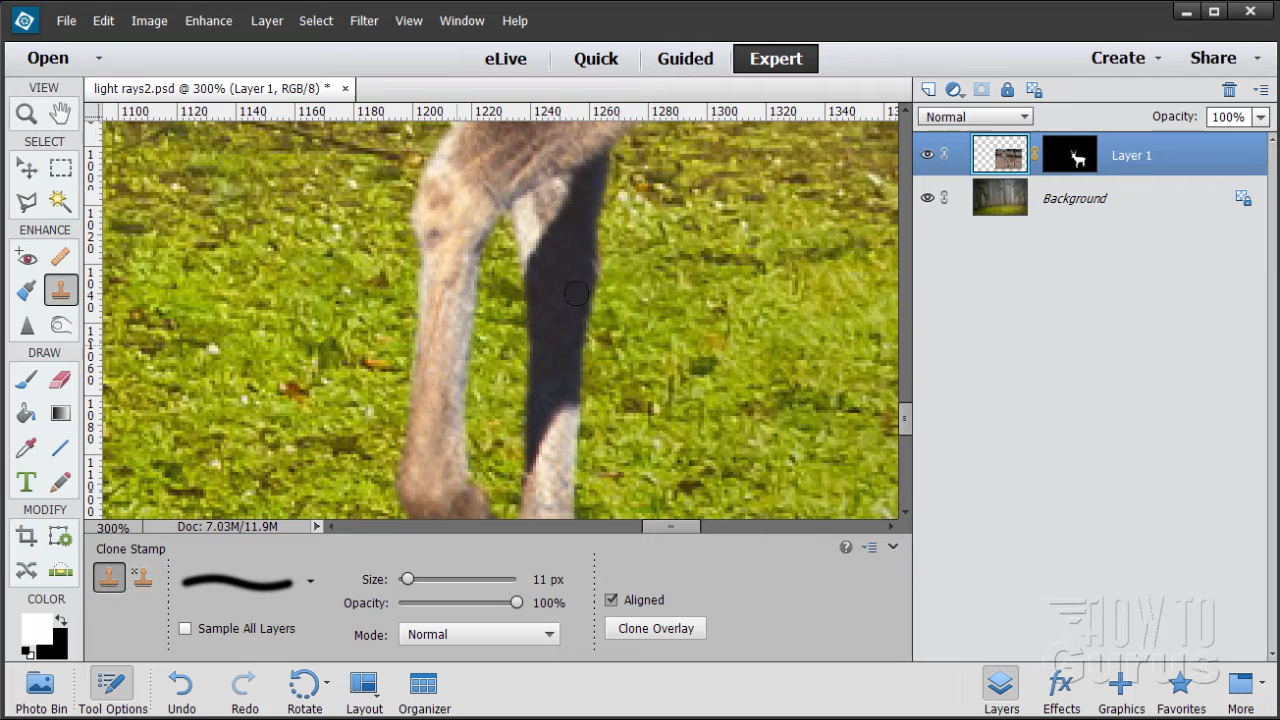 File Edit Image Enhance Layer Select Filter View Window Help
Open eLive Quick Guided Expert Create Share
VIEW
light rays2.psd @ 300% (Layer 1, RGB/8) * ×
1100 1120 1140 1160 1180 1200 1220 1240 1260 1280 1300 1320 1340
Normal Opacity: 100%
SELECT
Layer 1
Background
ENHANCE
DRAW
MODIFY
300% Doc: 7.03M/11.9M
Clone Stamp
Size: 11 px
Opacity: 100%
Sample All Layers
Mode: Normal
Aligned
Clone Overlay
COLOR
HOW TO
Gurus
Photo Bin Tool Options Undo Redo Rotate Layout Organizer Layers Effects Graphics Favorites More